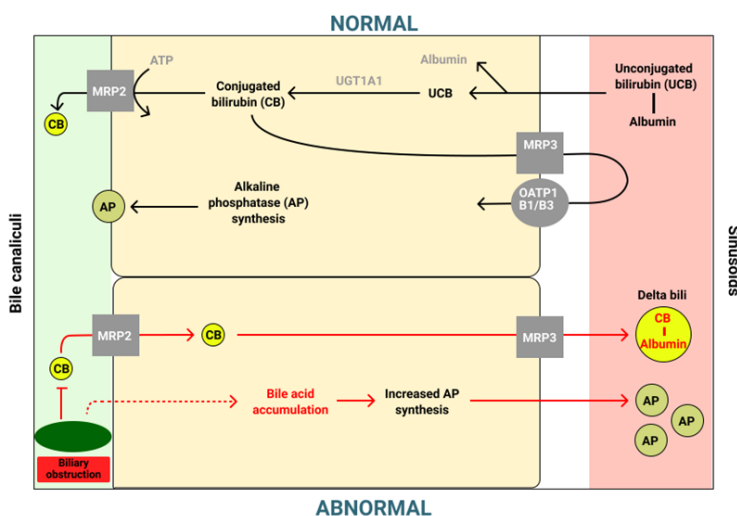 NORMAL
ATP
MRP2
CB
Conjugated
bilirubin (CB)
UGT1A1
Albumin
UCB
Unconjugated
bilirubin (UCB)
Albumin
MRP3
OATP1
B1/B3
AP
Alkaline
phosphatase (AP)
synthesis
Bile canaliculi
Sinusoids
MRP2
CB
CB
MRP3
Delta bili
CB
Albumin
Bile acid
accumulation
Increased AP
synthesis
AP
AP
AP
Biliary
obstruction
ABNORMAL